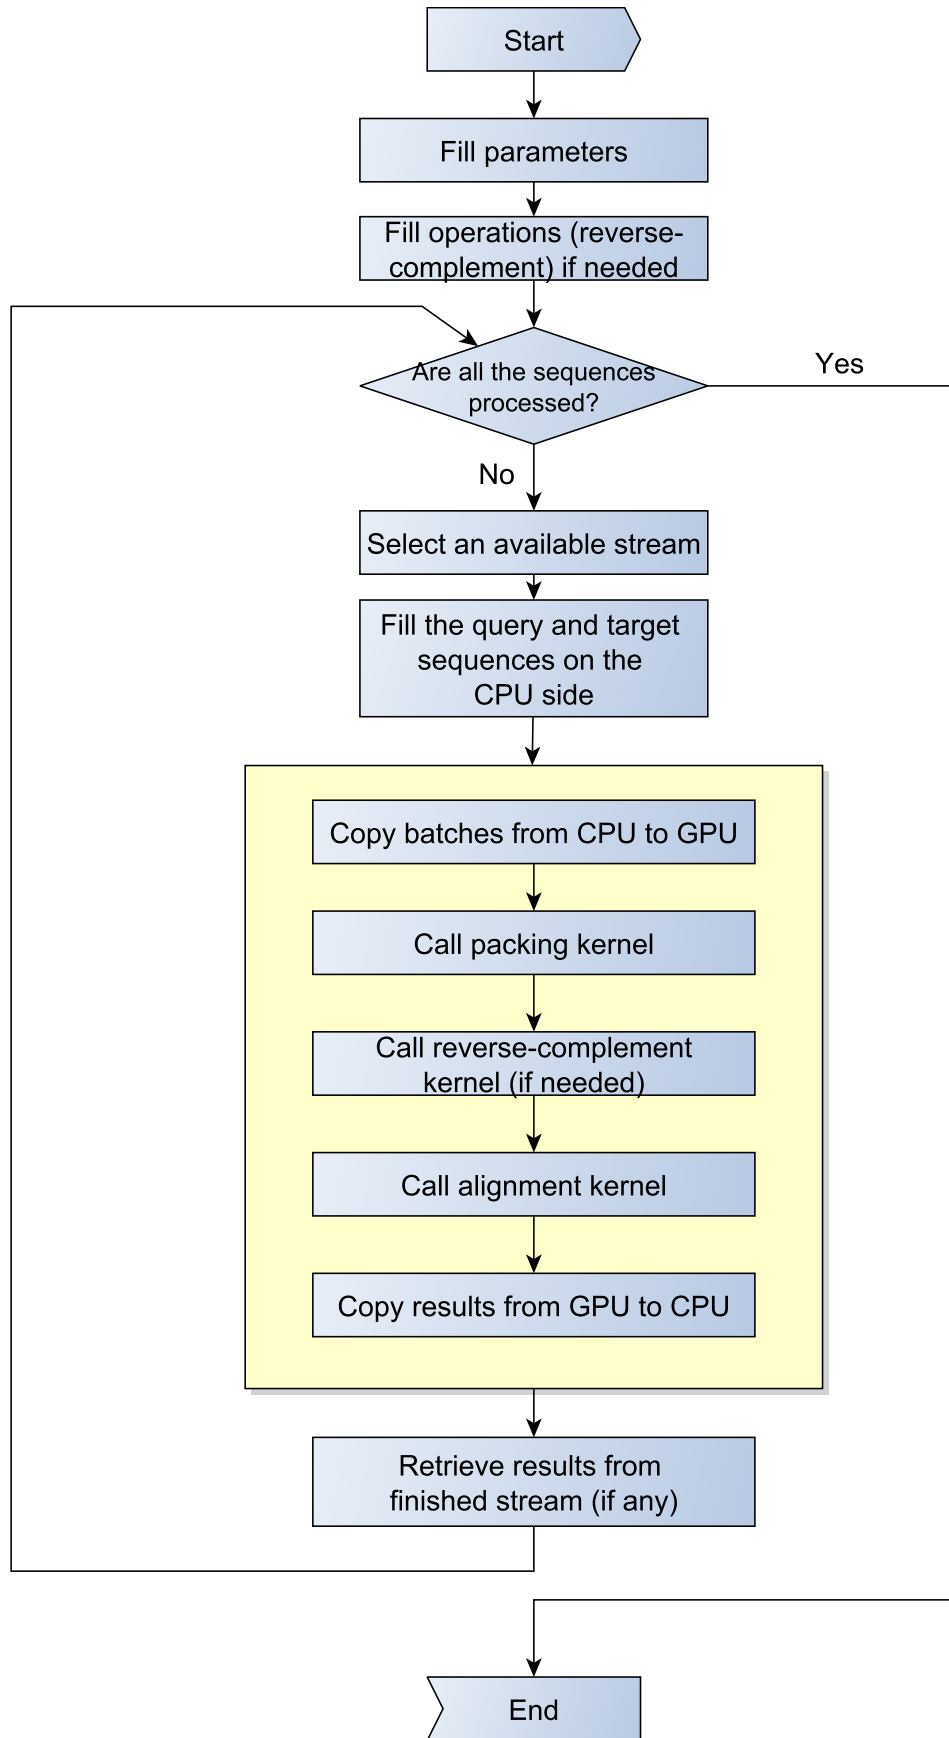 Start
Fill parameters
Fill operations (reverse-
complement) if needed
Are all the sequences
processed?
Yes
No
Select an available stream
Fill the query and target
sequences on the
CPU side
Copy batches from CPU to GPU
Call packing kernel
Call reverse-complement
kernel (if needed)
Call alignment kernel
Copy results from GPU to CPU
Retrieve results from
finished stream (if any)
End